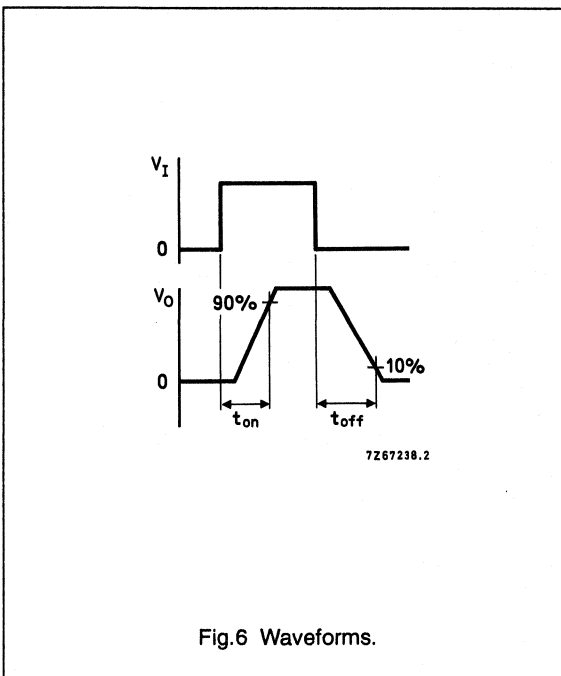 V_I
0
V_O
90%
0
10%
t_on
t_off
7Z67238.2
Fig.6 Waveforms.